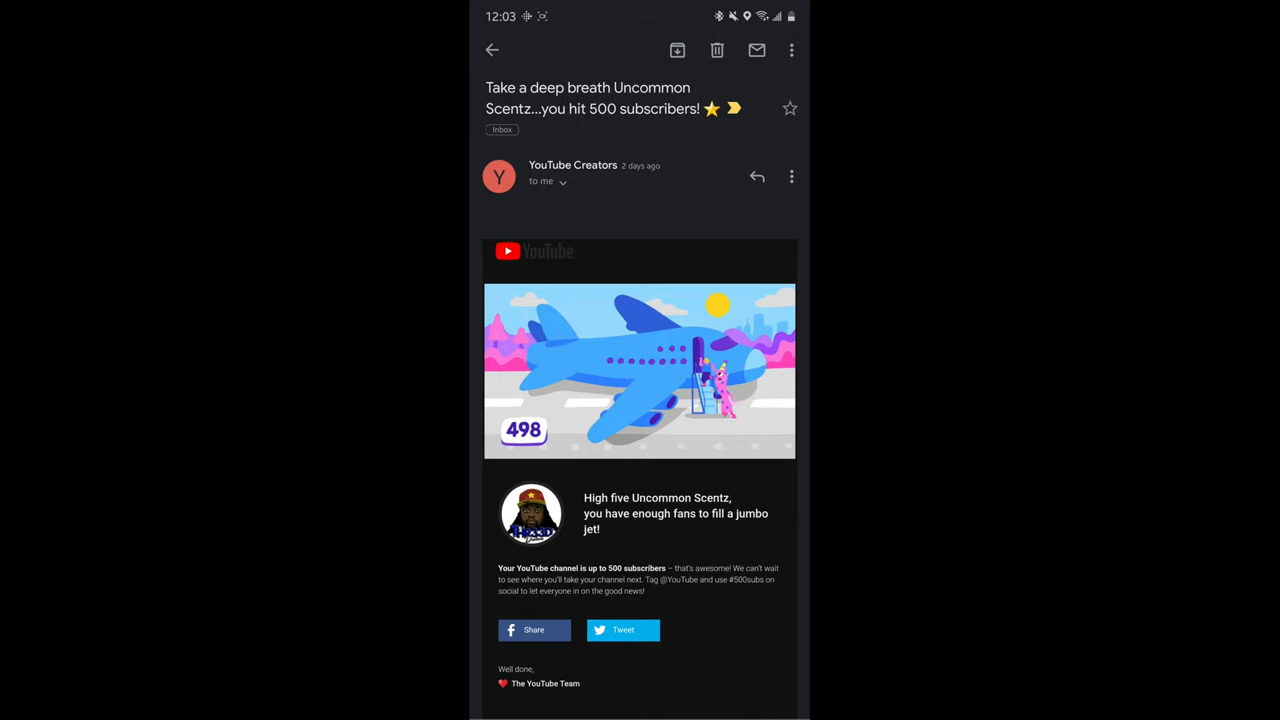 12:03
Take a deep breath Uncommon
Scentz...you hit 500 subscribers!
Inbox
YouTube Creators 2 days ago
to me
Y
YouTube
498
High five Uncommon Scentz,
you have enough fans to fill a jumbo
jet!
Your YouTube channel is up to 500 subscribers – that's awesome! We can't wait
to see where you'll take your channel next. Tag @YouTube and use #500subs on
social to let everyone in on the good news!
Share
Tweet
Well done,
The YouTube Team